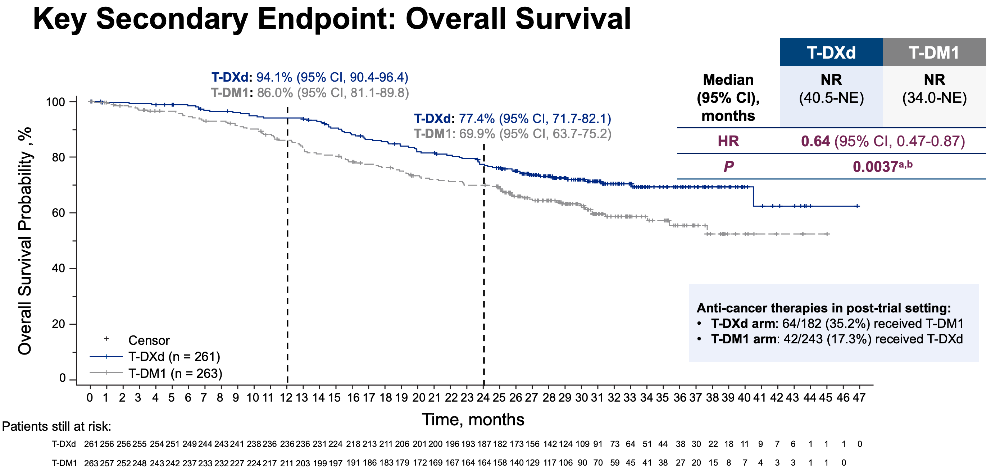 Key Secondary Endpoint: Overall Survival
T-DXd T-DM1
Median (95% CI), months
NR (40.5-NE)
NR (34.0-NE)
HR 0.64 (95% CI, 0.47-0.87)
P 0.0037a,b
T-DXd: 94.1% (95% CI, 90.4-96.4)
T-DM1: 86.0% (95% CI, 81.1-89.8)
T-DXd: 77.4% (95% CI, 71.7-82.1)
T-DM1: 69.9% (95% CI, 63.7-75.2)
Overall Survival Probability ,%
100
80
60
40
20
0
Anti-cancer therapies in post-trial setting:
• T-DXd arm: 64/182 (35.2%) received T-DM1
• T-DM1 arm: 42/243 (17.3%) received T-DXd
Censor
T-DXd (n = 261)
T-DM1 (n = 263)
0 1 2 3 4 5 6 7 8 9 10 11 12 13 14 15 16 17 18 19 20 21 22 23 24 25 26 27 28 29 30 31 32 33 34 35 36 37 38 39 40 41 42 43 44 45 46 47
Time, months
Patients still at risk:
T-DXd 261 256 256 255 254 251 249 244 243 241 238 236 236 236 231 224 218 213 211 206 201 200 196 193 187 182 173 156 142 124 109 91 73 64 51 44 38 30 22 18 11 9 7 6 1 1 1 0
T-DM1 263 257 252 248 243 242 237 233 232 227 224 217 211 203 199 197 191 186 183 179 172 169 167 164 164 158 140 129 117 106 90 70 59 45 41 38 27 20 15 8 7 4 3 3 1 1 0